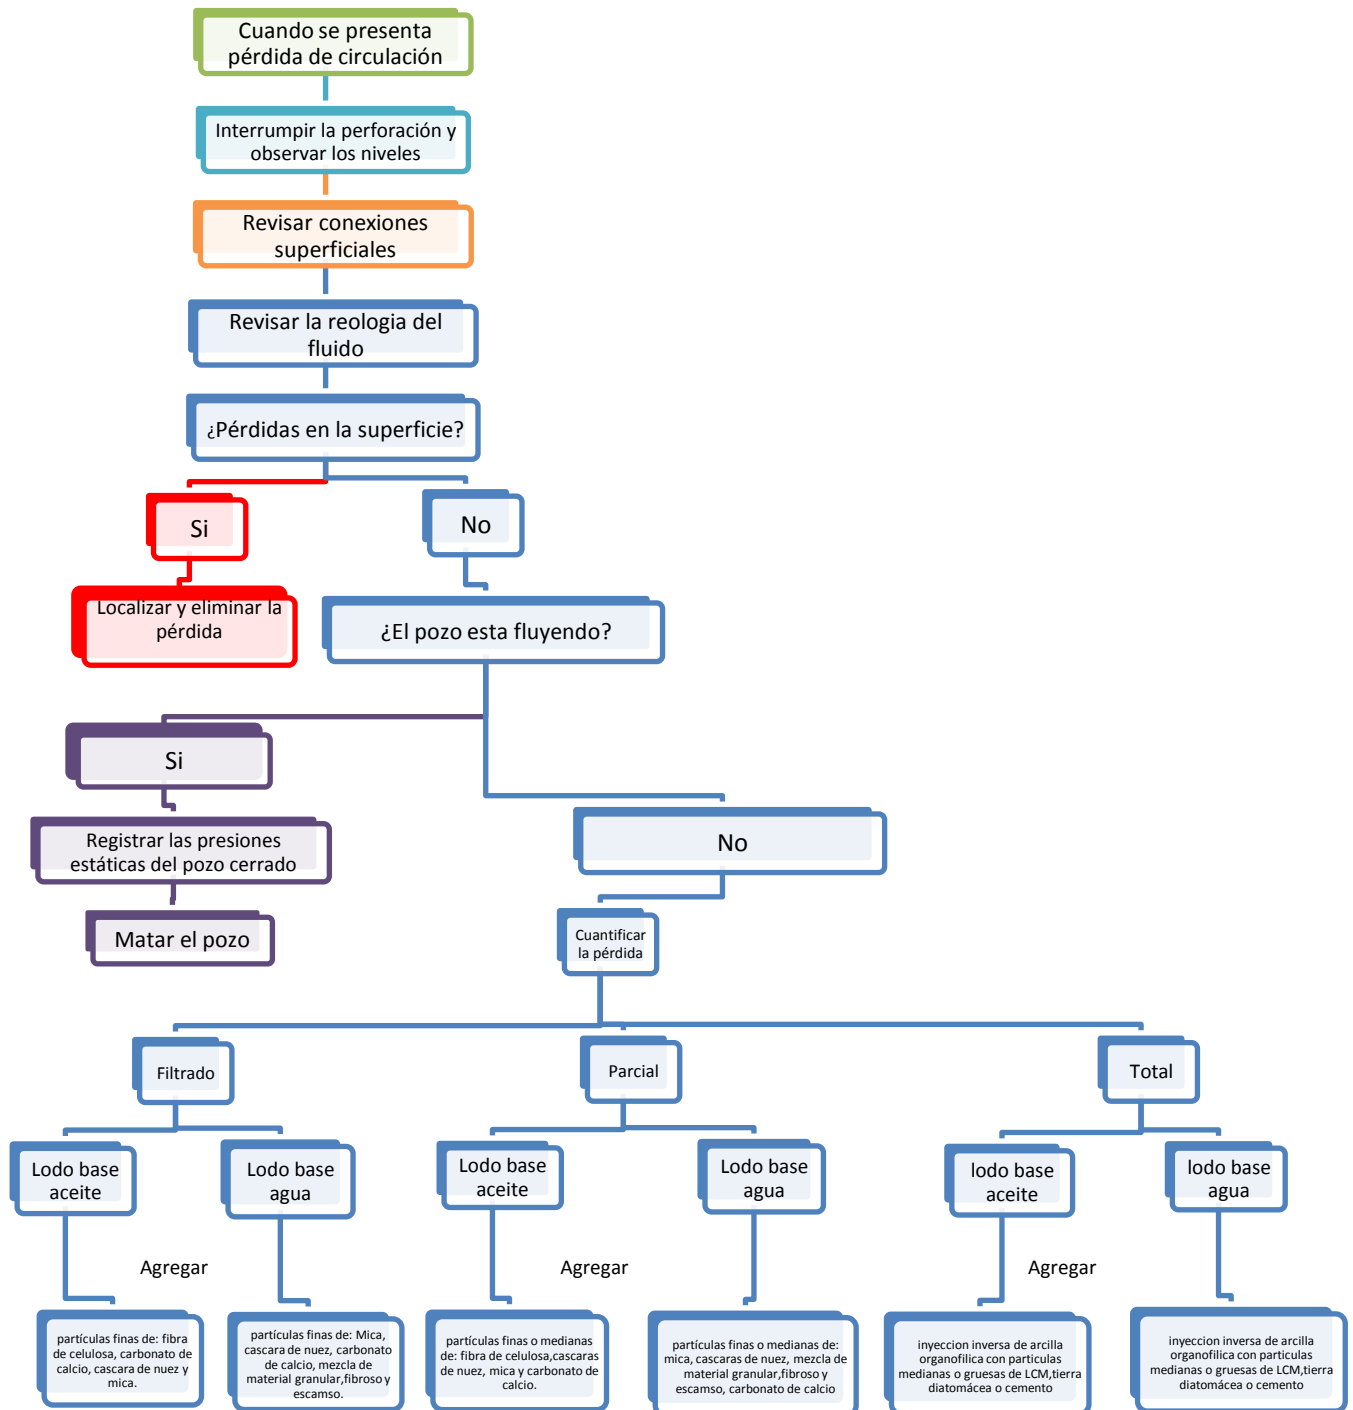 Cuando se presenta
pérdida de circulación
Interrumpir la perforación y
observar los niveles
Revisar conexiones
superficiales
Revisar la reologia del
fluido
¿Pérdidas en la superficie?
Si
No
Localizar y eliminar la
pérdida
¿El pozo esta fluyendo?
Si
No
Registrar las presiones
estáticas del pozo cerrado
Matar el pozo
Cuantificar
la pérdida
Filtrado
Parcial
Total
Lodo base
aceite
Lodo base
agua
Lodo base
aceite
Lodo base
agua
lodo base
aceite
lodo base
agua
Agregar
Agregar
Agregar
partículas finas de: fibra
de celulosa, carbonato de
calcio, cascara de nuez y
mica.
partículas finas de: Mica,
cascara de nuez, carbonato
de calcio, mezcla de
material granular,fibroso y
escamso.
partículas finas o medianas
de: fibra de celulosa,cascaras
de nuez, mica y carbonato de
calcio.
partículas finas o medianas de:
mica, cascaras de nuez, mezcla de
material granular,fibroso y
escamso, carbonato de calcio
inyeccion inversa de arcilla
organofilica con particulas
medianas o gruesas de LCM,tierra
diatomácea o cemento
inyeccion inversa de arcilla
organofilica con particulas
medianas o gruesas de LCM,tierra
diatomácea o cemento